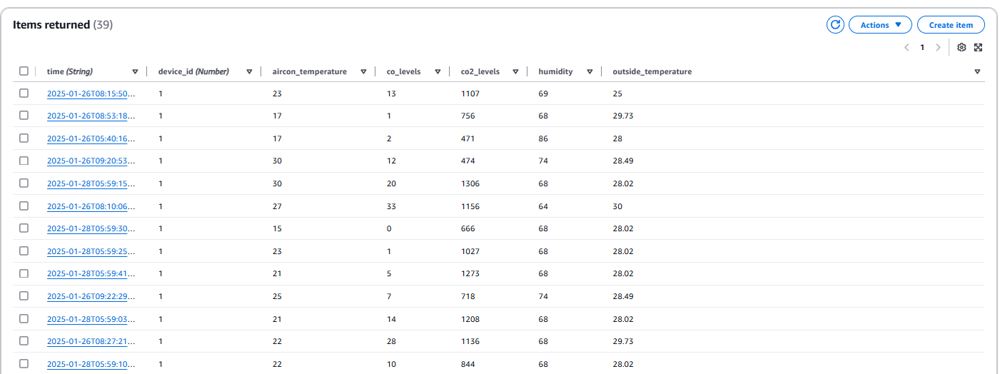 Items returned (39)
Actions
Create item
1
time (String) device_id (Number) aircon_temperature co_levels co2_levels humidity outside_temperature
2025-01-26T08:15:50... 1 23 13 1107 69 25
2025-01-26T08:53:18... 1 17 1 756 68 29.73
2025-01-26T05:40:16... 1 17 2 471 86 28
2025-01-26T09:20:53... 1 30 12 474 74 28.49
2025-01-28T05:59:15... 1 30 20 1306 68 28.02
2025-01-26T08:10:06... 1 27 33 1156 64 30
2025-01-28T05:59:30... 1 15 0 666 68 28.02
2025-01-28T05:59:25... 1 23 1 1027 68 28.02
2025-01-28T05:59:41... 1 21 5 1273 68 28.02
2025-01-26T09:22:29... 1 25 7 718 74 28.49
2025-01-28T05:59:03... 1 21 14 1208 68 28.02
2025-01-26T08:27:21... 1 22 28 1136 68 29.73
2025-01-28T05:59:10... 1 22 10 844 68 28.02